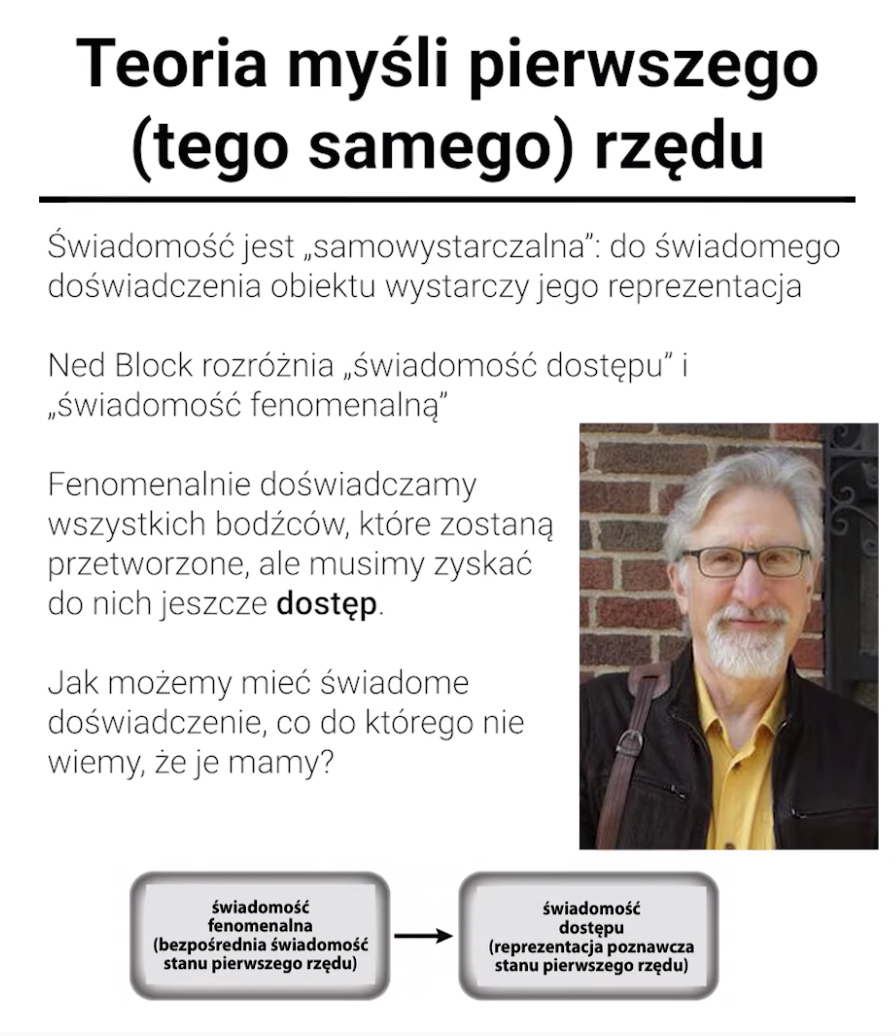 Teoria myśli pierwszego
(tego samego) rzędu
Świadomość jest „samowystarczalna”: do świadomego
doświadczenia obiektu wystarczy jego reprezentacja
Ned Block rozróżnia „świadomość dostępu” i
„świadomość fenomenalną”
Fenomenalnie doświadczamy
wszystkich bodźców, które zostaną
przetworzone, ale musimy zyskać
do nich jeszcze dostęp.
Jak możemy mieć świadome
doświadczenie, co do którego nie
wiemy, że je mamy?
świadomość
fenomenalna
(bezpośrednia świadomość
stanu pierwszego rzędu)
świadomość
dostępu
(reprezentacja poznawcza
stanu pierwszego rzędu)